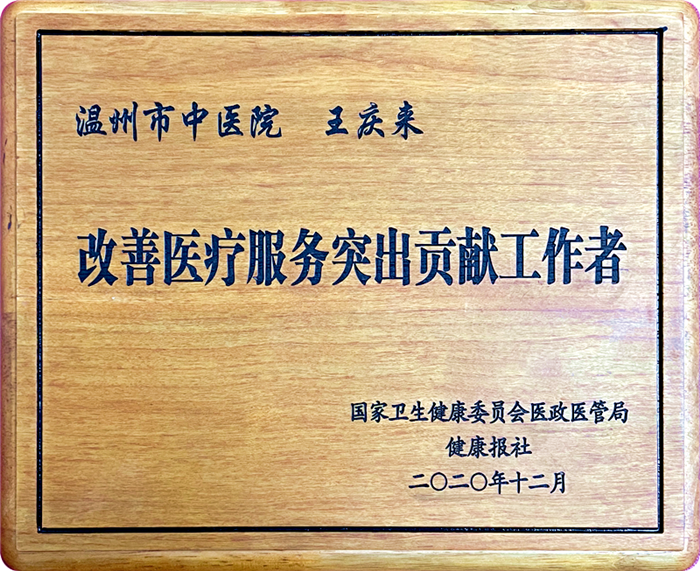 温州市中医院 王庆来
改善医疗服务突出贡献工作者
国家卫生健康委员会医政医管局
健康报社
二〇二〇年十二月